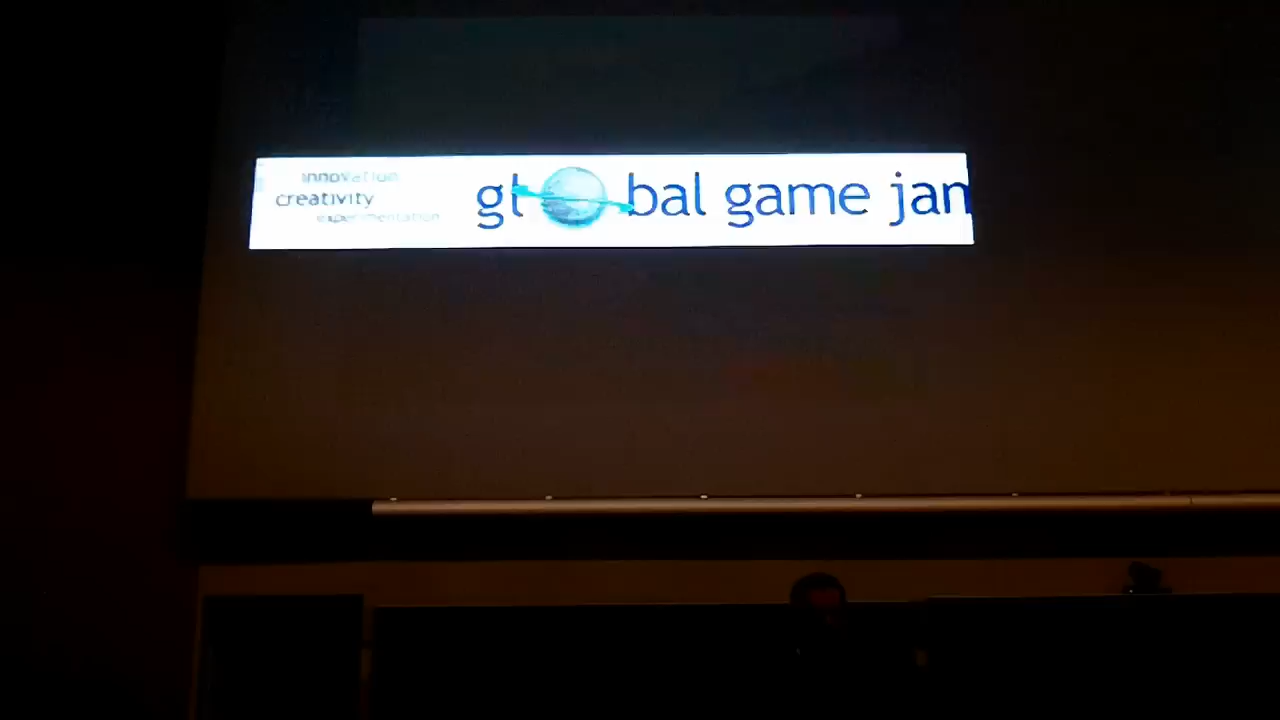 innovation
creativity
experimentation
global game jam